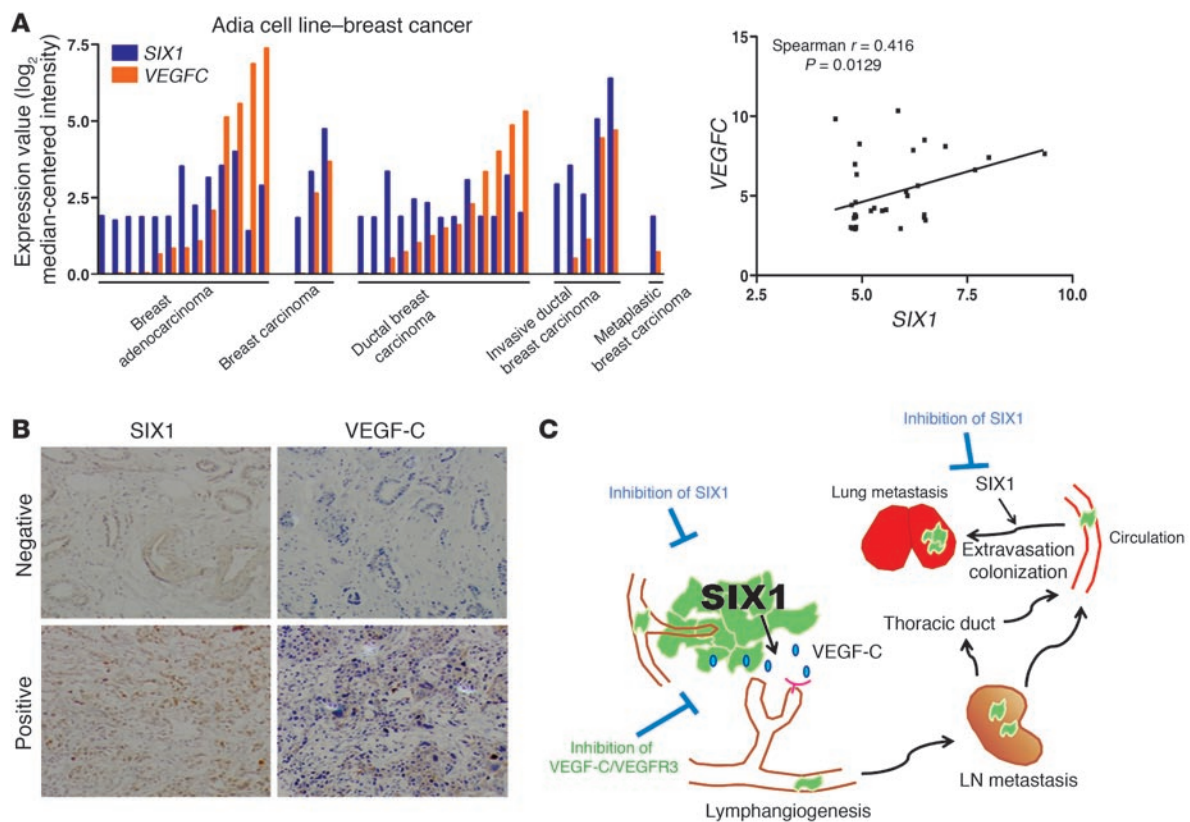 A
Adia cell line–breast cancer
Expression value (log2
median-centered intensity)
7.5
5.0
2.5
0.0
SIX1
VEGFC
Breast
adenocarcinoma
Breast carcinoma
Ductal breast
carcinoma
Invasive ductal
breast carcinoma
Metaplastic
breast carcinoma
Spearman r = 0.416
P = 0.0129
VEGFC
15
10
5
0
2.5
5.0
7.5
10.0
SIX1
B
SIX1
VEGF-C
Negative
Positive
C
Inhibition of SIX1
Inhibition of SIX1
Lung metastasis
SIX1
Circulation
Extravasation
colonization
SIX1
Thoracic duct
VEGF-C
Inhibition of
VEGF-C/VEGFR3
LN metastasis
Lymphangiogenesis